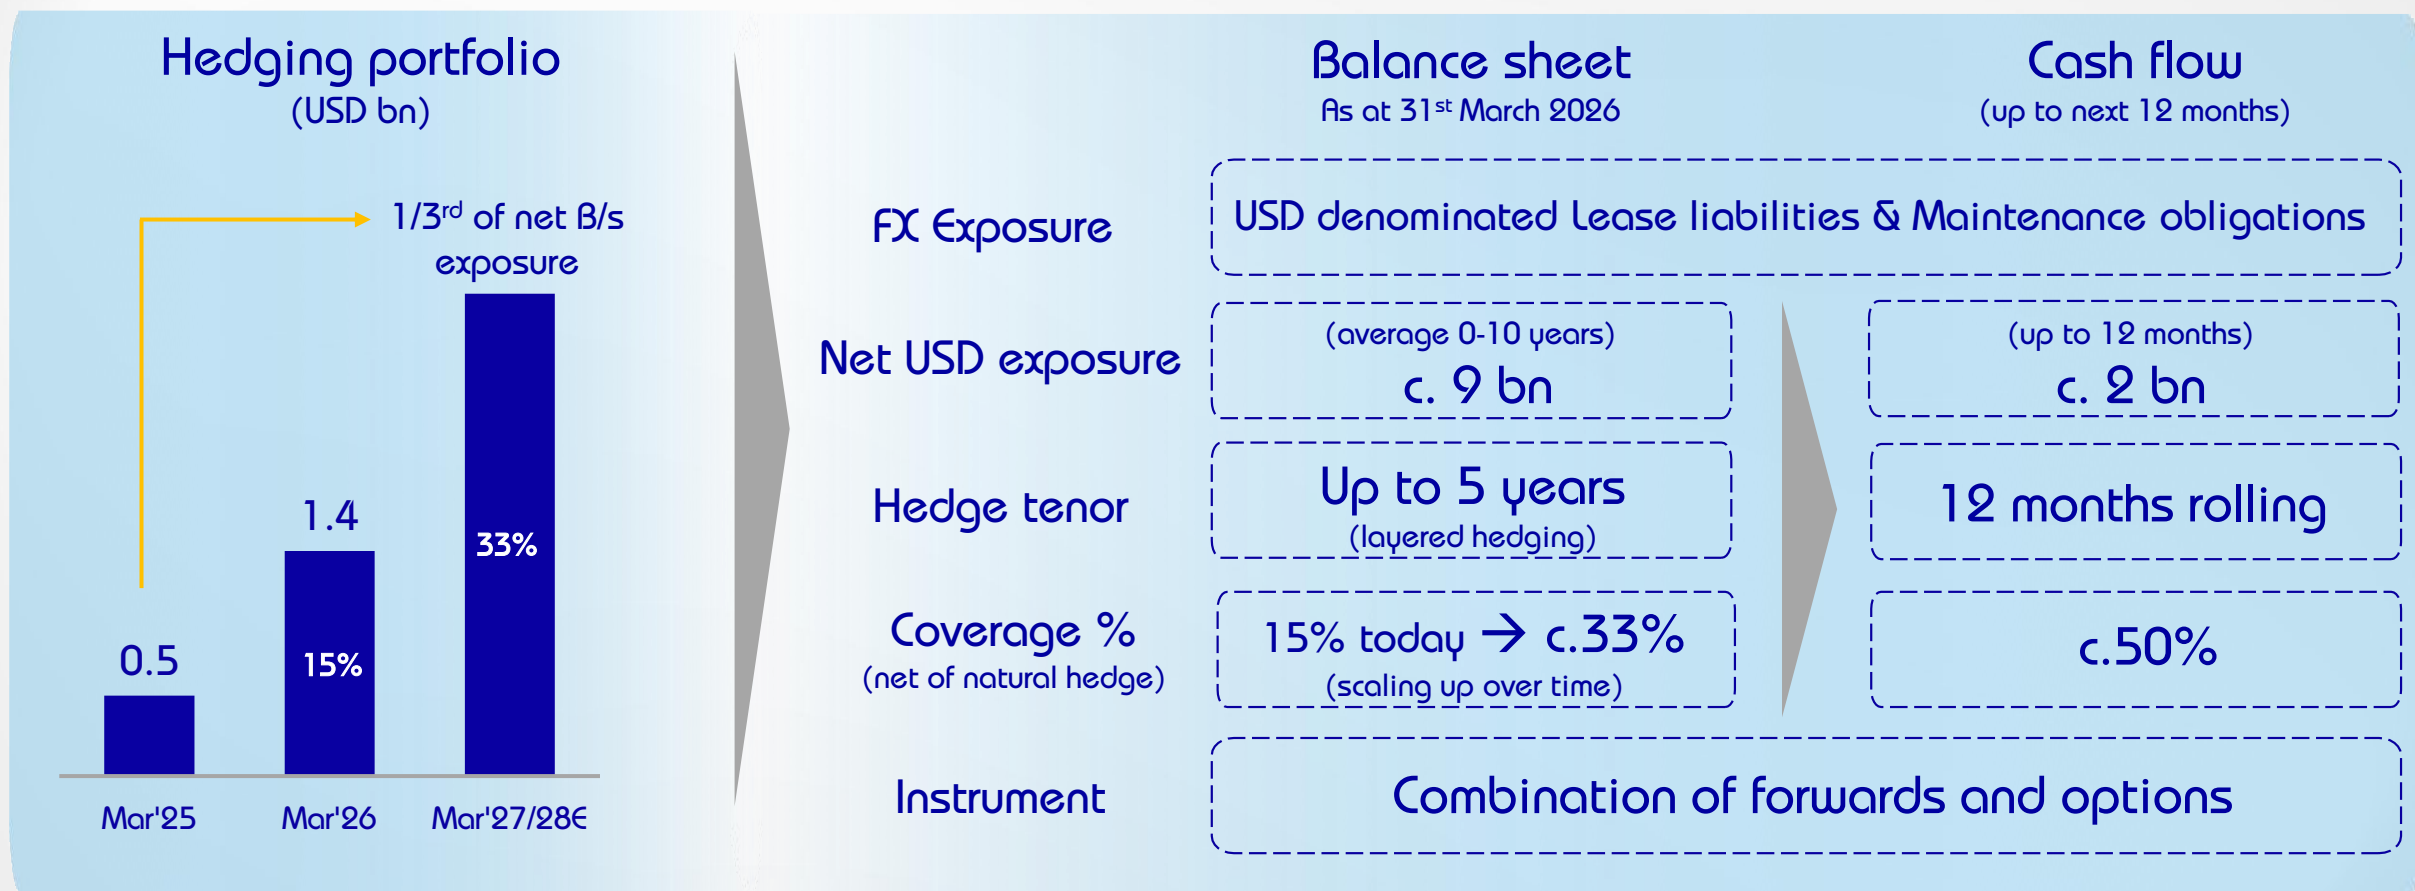 Hedging portfolio
(USD bn)
1/3rd of net B/s
exposure
0.5
1.4
15%
33%
Mar'25
Mar'26
Mar'27/28E
Balance sheet
As at 31st March 2026
Cash flow
(up to next 12 months)
FX Exposure
USD denominated Lease liabilities & Maintenance obligations
Net USD exposure
(average 0-10 years)
c. 9 bn
(up to 12 months)
c. 2 bn
Hedge tenor
Up to 5 years
(layered hedging)
12 months rolling
Coverage %
(net of natural hedge)
15% today → c.33%
(scaling up over time)
c.50%
Instrument
Combination of forwards and options